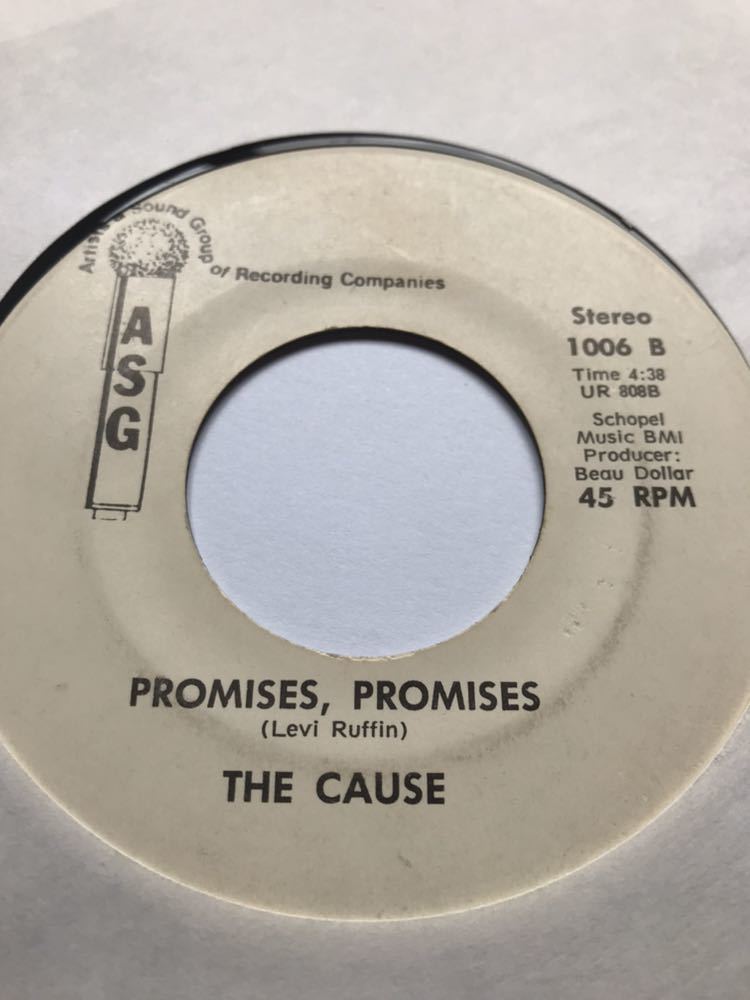 Artists & Sound Group of Recording Companies
ASG
Stereo
1006 B
Time 4:38
UR 808B
Schopel
Music BMI
Producer:
Beau Dollar
45 RPM
PROMISES, PROMISES
(Levi Ruffin)
THE CAUSE